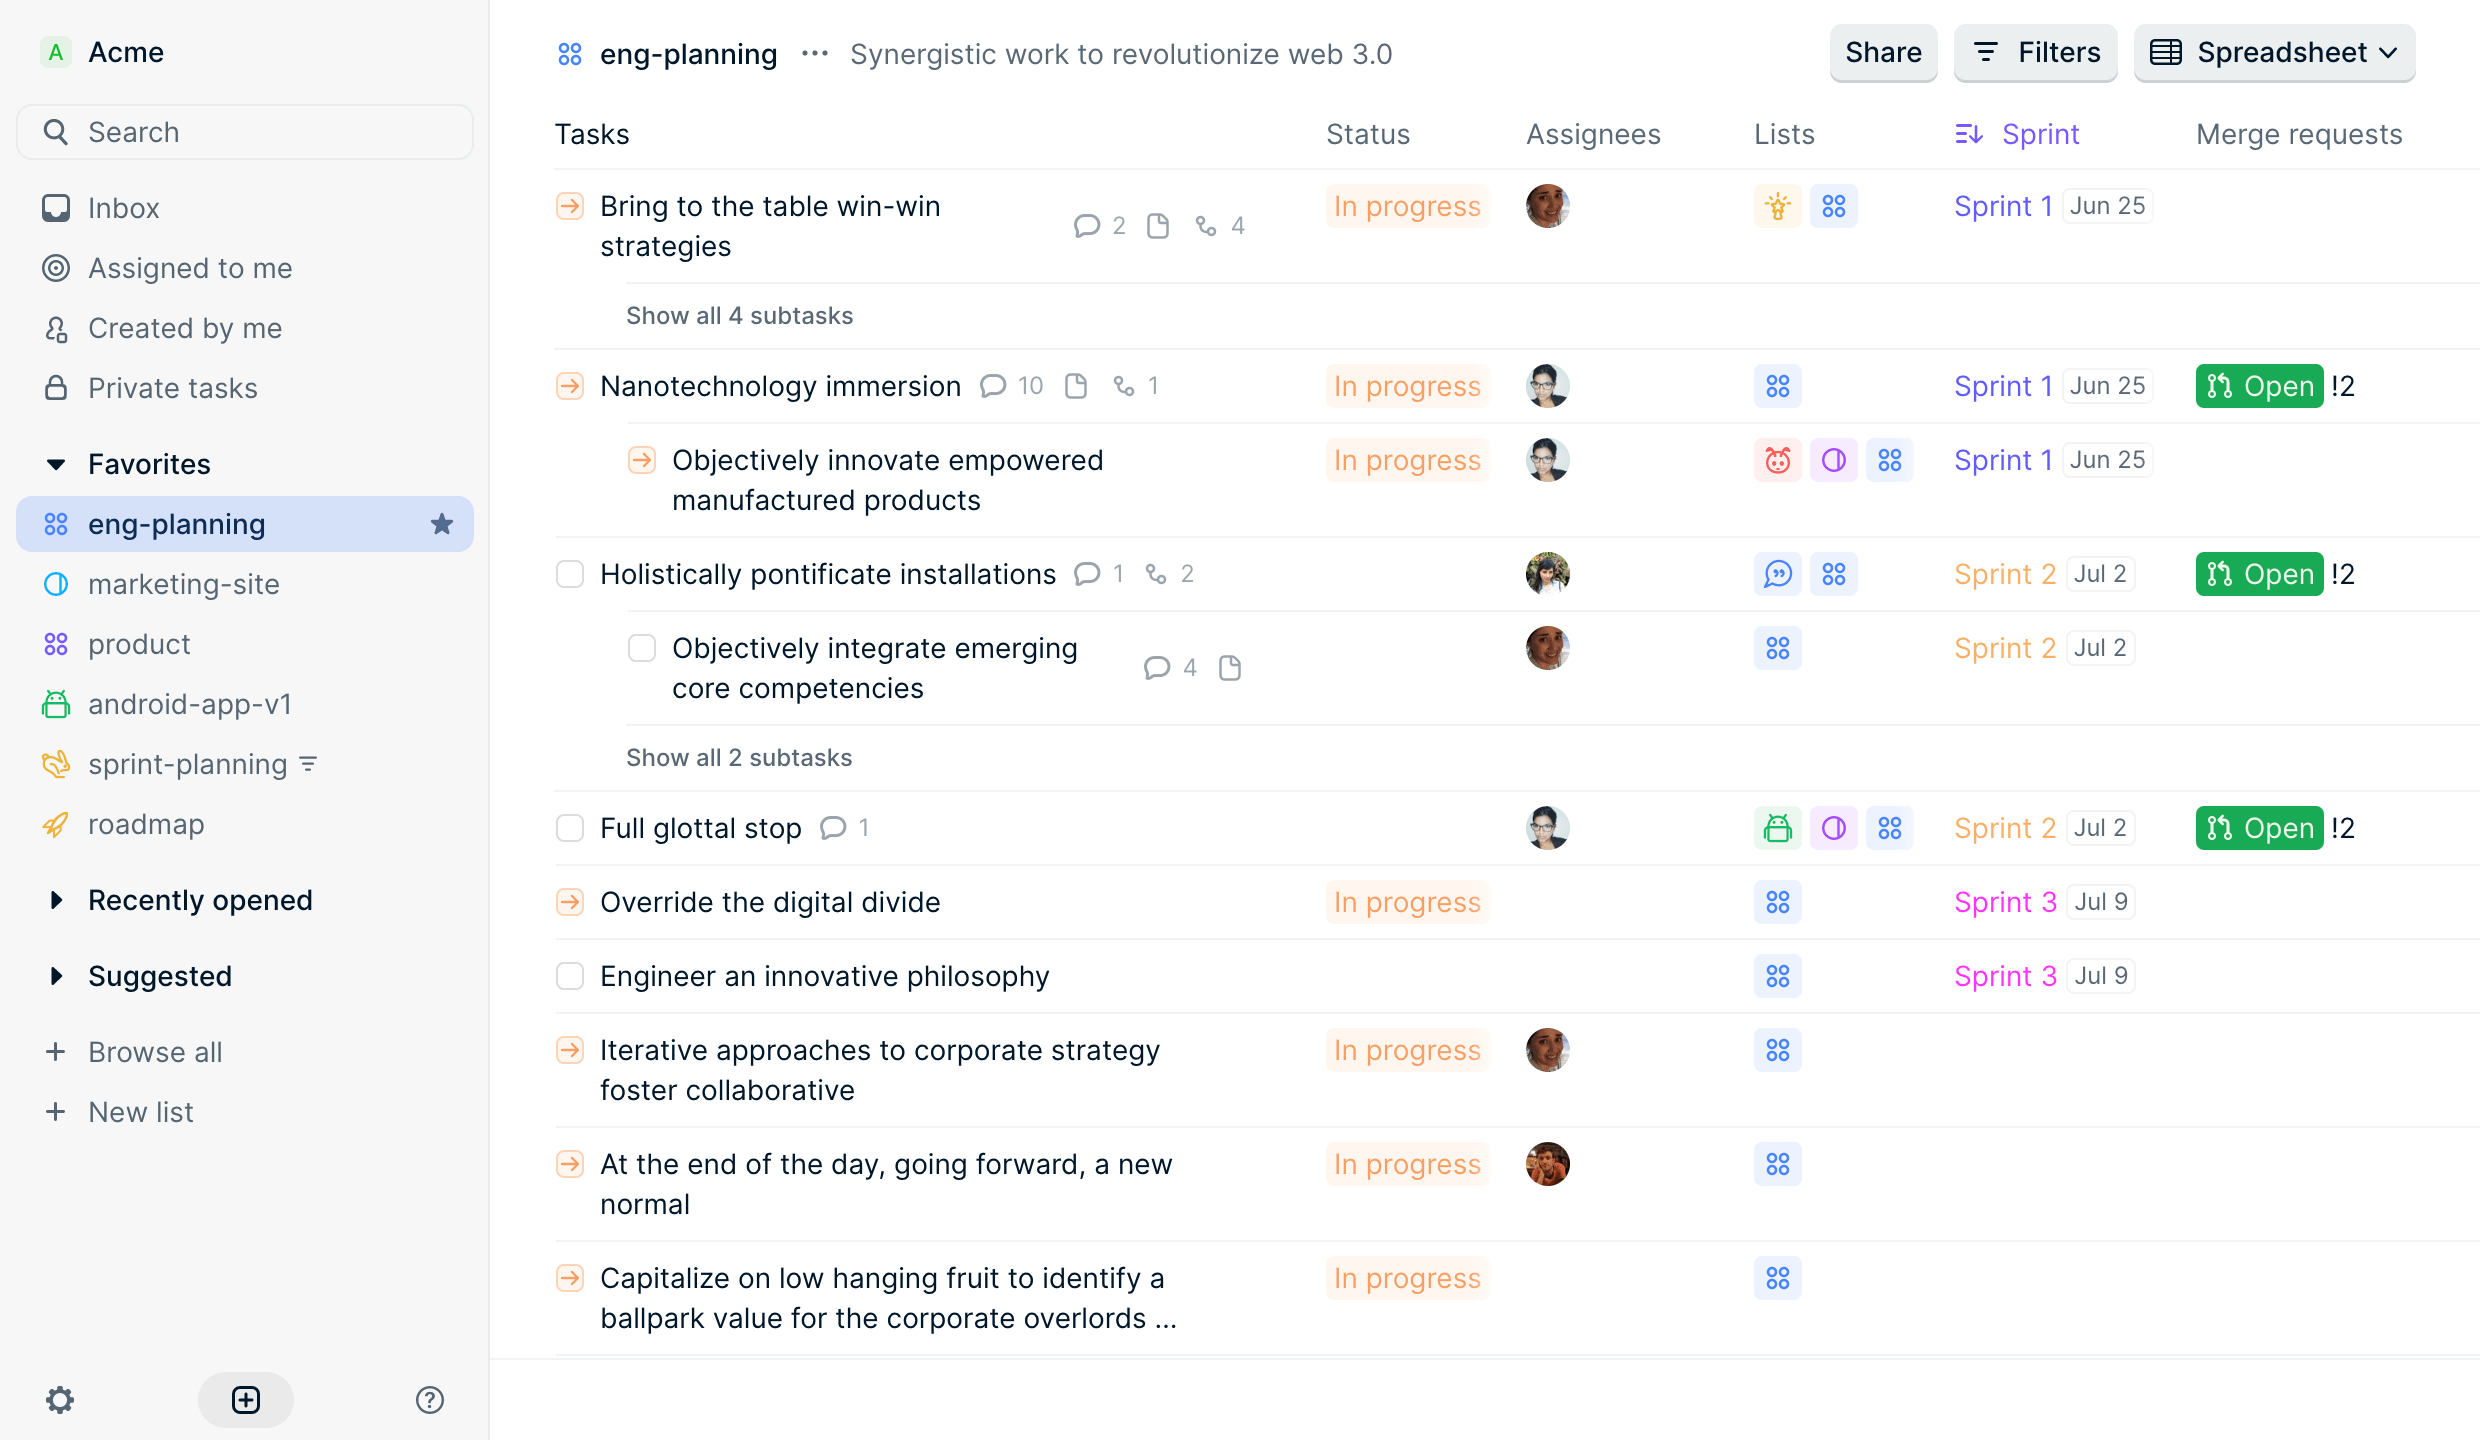 A Acme
Search
Inbox
Assigned to me
Created by me
Private tasks
Favorites
eng-planning
marketing-site
product
android-app-v1
sprint-planning
roadmap
Recently opened
Suggested
Browse all
New list
eng-planning ··· Synergistic work to revolutionize web 3.0
Share Filters Spreadsheet
Tasks Status Assignees Lists Sprint Merge requests
Bring to the table win-win 2 4 In progress Sprint 1 Jun 25
strategies
Show all 4 subtasks
Nanotechnology immersion 10 1 In progress Sprint 1 Jun 25 Open !2
Objectively innovate empowered In progress Sprint 1 Jun 25
manufactured products
Holistically pontificate installations 1 2 Sprint 2 Jul 2 Open !2
Objectively integrate emerging 4 Sprint 2 Jul 2
core competencies
Show all 2 subtasks
Full glottal stop 1 Sprint 2 Jul 2 Open !2
Override the digital divide In progress Sprint 3 Jul 9
Engineer an innovative philosophy Sprint 3 Jul 9
Iterative approaches to corporate strategy In progress
foster collaborative
At the end of the day, going forward, a new In progress
normal
Capitalize on low hanging fruit to identify a In progress
ballpark value for the corporate overlords ...